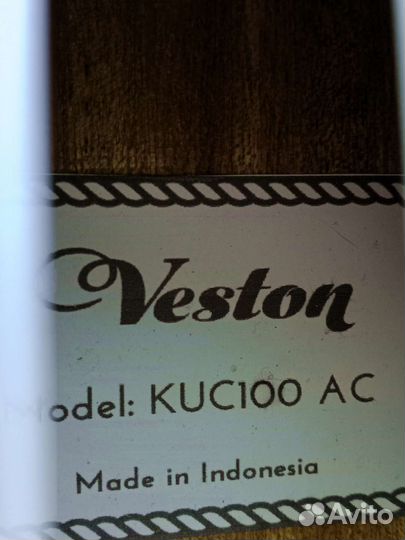 Veston
Model: KUC100 AC
Made in Indonesia
Avito